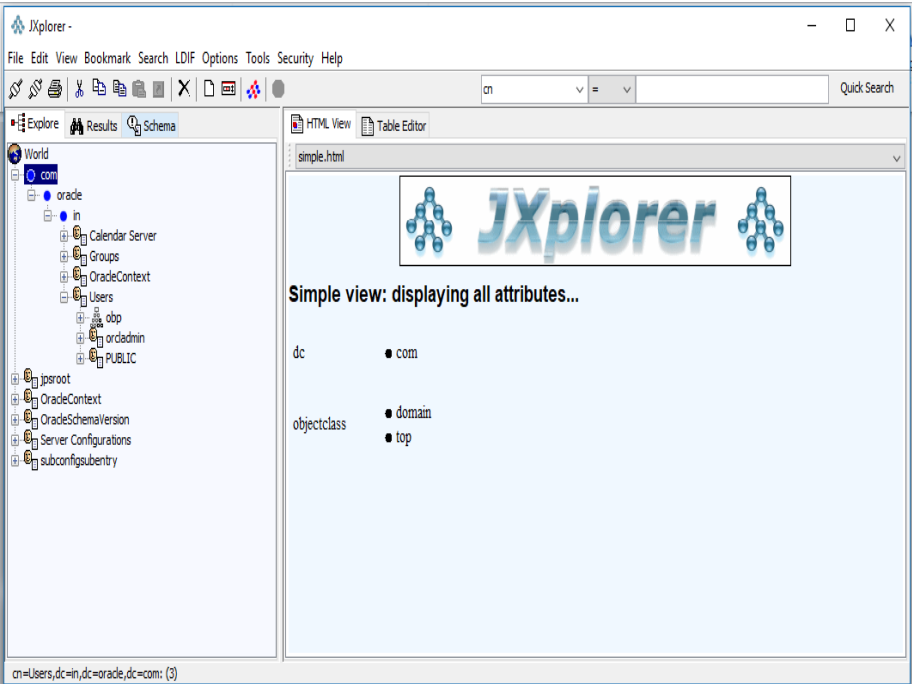 JXplorer -
File Edit View Bookmark Search LDIF Options Tools Security Help
cn = Quick Search
Explore Results Schema
HTML View Table Editor
World
simple.html
com
oracle
in
Calendar Server
Groups
OracleContext
Users
obp
orcladmin
PUBLIC
jpsroot
OracleContext
OracleSchemaVersion
Server Configurations
subconfigsubentry
JXplorer
Simple view: displaying all attributes...
dc com
objectclass domain
top
cn=Users,dc=in,dc=oracle,dc=com: (3)